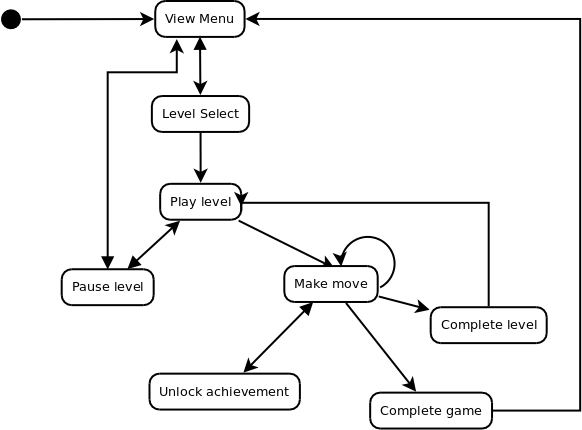 View Menu
Level Select
Play level
Pause level
Make move
Complete level
Unlock achievement
Complete game